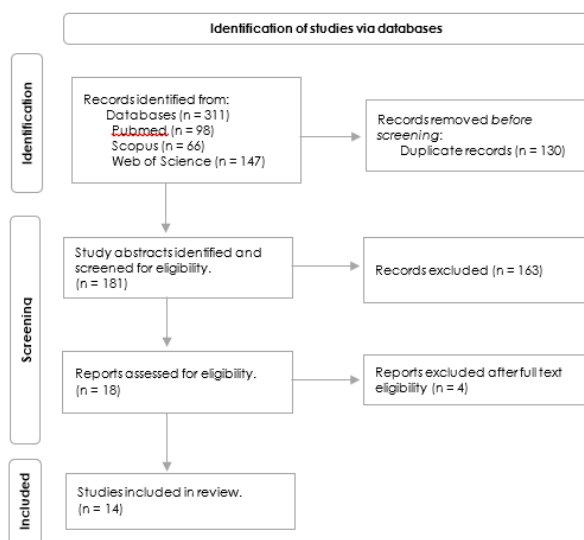 Identification of studies via databases
Identification
Records identified from:
Databases (n = 311)
Pubmed (n = 98)
Scopus (n = 66)
Web of Science (n = 147)
Records removed before
screening:
Duplicate records (n = 130)
Screening
Study abstracts identified and
screened for eligibility.
(n = 181)
Records excluded (n = 163)
Reports assessed for eligibility.
(n = 18)
Reports excluded after full text
eligibility (n = 4)
Included
Studies included in review.
(n = 14)